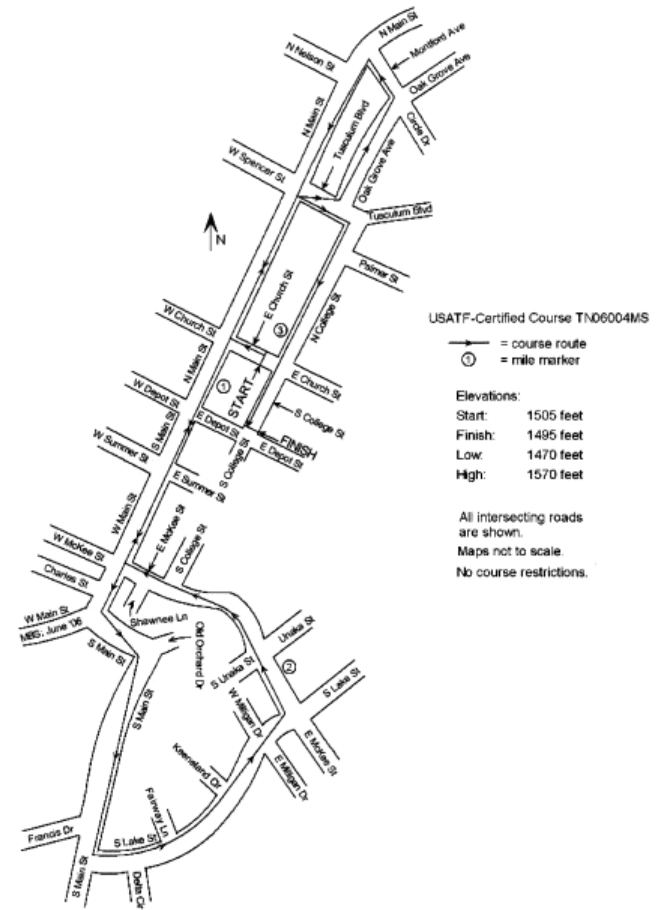 N Main St
Montford Ave
N Nelson St
Oak Grove Ave
N Main St
Tusculum Blvd
Circle Dr
Oak Grove Ave
W Spencer St
Tusculum Blvd
N
Palmer St
E Church St
N College St
W Church St
3
N Main St
1
START
E Church St
W Depot St
S College St
S Main St
E Depot St
FINISH
E Depot St
S College St
W Summer St
E Summer St
W Main St
E McKee St
S College St
W McKee St
Charles St
Shawnee Ln
W Main St
MBS, June '06
S Main St
Old Orchard Dr
Unaka St
2
S Unaka St
S Lake St
S Main St
W Milligan Dr
E McKee St
Keeneland Dr
E Milligan Dr
Fairway Ln
Francis Dr
S Lake St
S Main St
Delta Cir
USATF-Certified Course TN06004MS
= course route
1 = mile marker
Elevations:
Start: 1505 feet
Finish: 1495 feet
Low: 1470 feet
High: 1570 feet
All intersecting roads
are shown.
Maps not to scale.
No course restrictions.